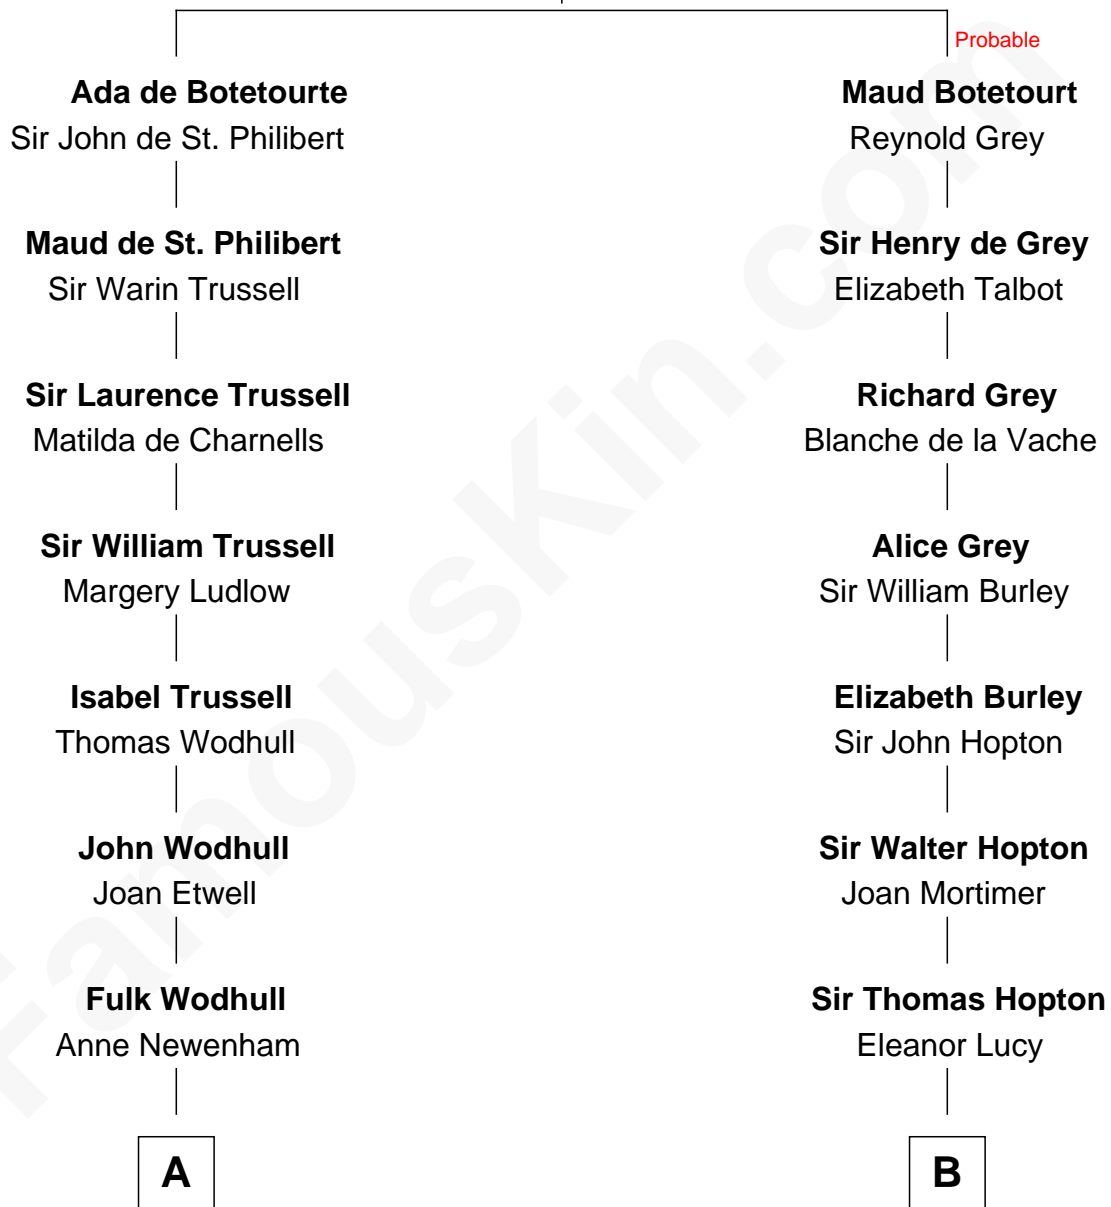 Probable
Ada de Botetourte
Sir John de St. Philibert
Maud de St. Philibert
Sir Warin Trussell
Sir Laurence Trussell
Matilda de Charnells
Sir William Trussell
Margery Ludlow
Isabel Trussell
Thomas Wodhull
John Wodhull
Joan Etwell
Fulk Wodhull
Anne Newenham
A
Maud Botetourt
Reynold Grey
Sir Henry de Grey
Elizabeth Talbot
Richard Grey
Blanche de la Vache
Alice Grey
Sir William Burley
Elizabeth Burley
Sir John Hopton
Sir Walter Hopton
Joan Mortimer
Sir Thomas Hopton
Eleanor Lucy
B
FamousKin.com